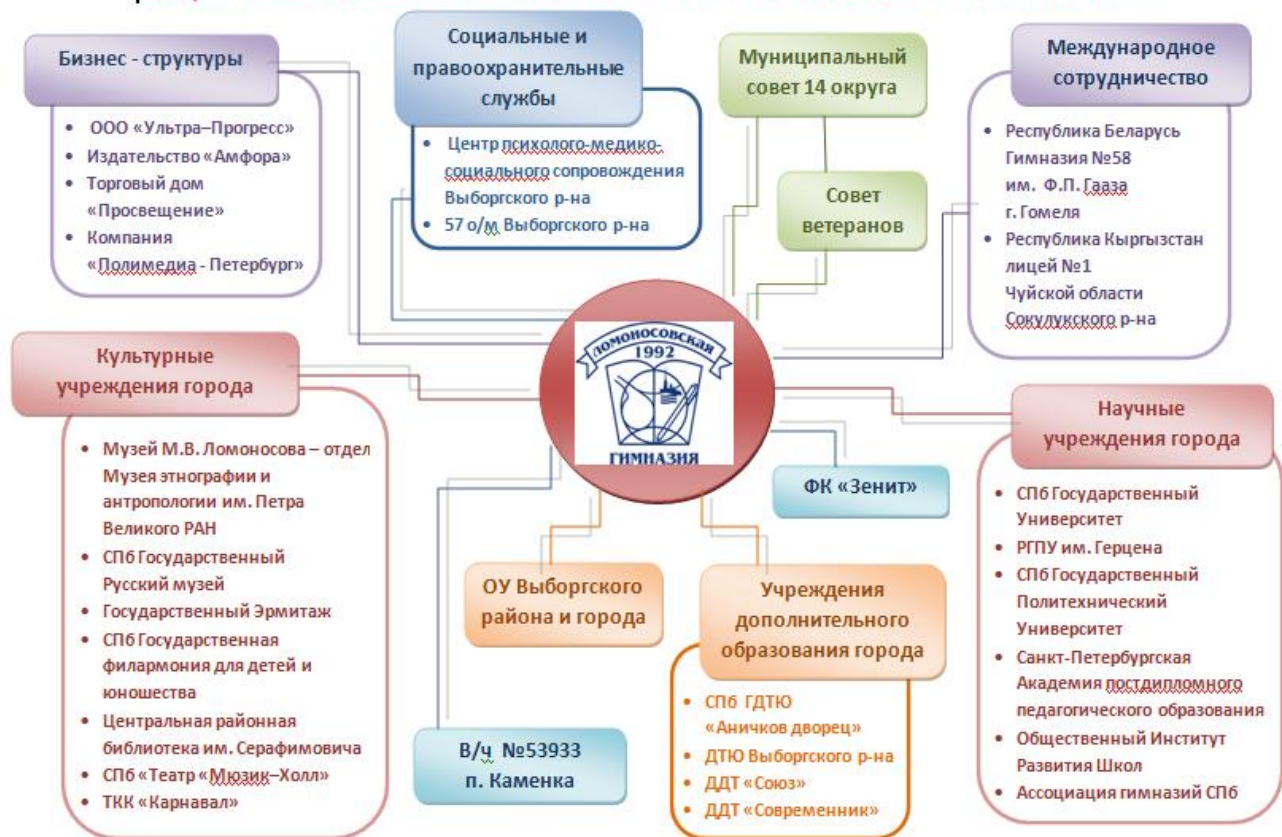 Бизнес - структуры
• ООО «Ультра–Прогресс»
• Издательство «Амфора»
• Торговый дом
«Просвещение»
• Компания
«Полимедиа - Петербург»
Социальные и
правоохранительные
службы
• Центр психолого-медико-
социального сопровождения
Выборгского р-на
• 57 о/м Выборгского р-на
Муниципальный
совет 14 округа
Совет
ветеранов
Международное
сотрудничество
• Республика Беларусь
Гимназия №58
им. Ф.П. Гааза
г. Гомеля
• Республика Кыргызстан
лицей №1
Чуйской области
Сокулукского р-на
ЛОМОНОСОВСКАЯ
1992
ГИМНАЗИЯ
Культурные
учреждения города
• Музей М.В. Ломоносова – отдел
Музея этнографии и
антропологии им. Петра
Великого РАН
• СПб Государственный
Русский музей
• Государственный Эрмитаж
• СПб Государственная
филармония для детей и
юношества
• Центральная районная
библиотека им. Серафимовича
• СПб «Театр «Мюзик–Холл»
• ТКК «Карнавал»
В/ч №53933
п. Каменка
ОУ Выборгского
района и города
Учреждения
дополнительного
образования города
• СПб ГДТЮ
«Аничков дворец»
• ДТЮ Выборгского р-на
• ДДТ «Союз»
• ДДТ «Современник»
ФК «Зенит»
Научные
учреждения города
• СПб Государственный
Университет
• РГПУ им. Герцена
• СПб Государственный
Политехнический
Университет
• Санкт-Петербургская
Академия постдипломного
педагогического образования
• Общественный Институт
Развития Школ
• Ассоциация гимназий СПб